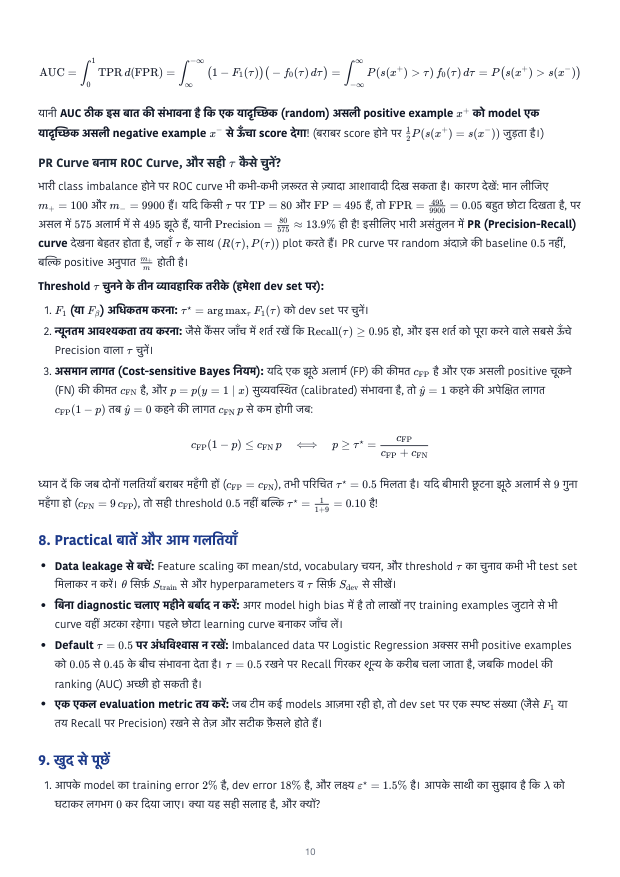 AUC = ∫_0^1 TPR d(FPR) = ∫_∞^{−∞} (1 − F₁(τ)) (− f₀(τ) dτ) = ∫_{−∞}^∞ P(s(x⁺) > τ) f₀(τ) dτ = P(s(x⁺) > s(x⁻))
यानी AUC ठीक इस बात की संभावना है कि एक यादृच्छिक (random) असली positive example x⁺ को model एक
यादृच्छिक असली negative example x⁻ से ऊँचा score देगा! (बराबर score होने पर ½P(s(x⁺) = s(x⁻)) जुड़ता है।)
PR Curve बनाम ROC Curve, और सही τ कैसे चुनें?
भारी class imbalance होने पर ROC curve भी कभी-कभी ज़रूरत से ज़्यादा आशावादी दिख सकता है। कारण देखें: मान लीजिए
m₊ = 100 और m₋ = 9900 हैं। यदि किसी τ पर TP = 80 और FP = 495 हैं, तो FPR = 495/9900 = 0.05 बहुत छोटा दिखता है, पर
असल में 575 अलार्म में से 495 झूठे हैं, यानी Precision = 80/575 ≈ 13.9% ही है! इसीलिए भारी असंतुलन में PR (Precision-Recall)
curve देखना बेहतर होता है, जहाँ τ के साथ (R(τ), P(τ)) plot करते हैं। PR curve पर random अंदाज़े की baseline 0.5 नहीं,
बल्कि positive अनुपात m₊/m होती है।
Threshold τ चुनने के तीन व्यावहारिक तरीके (हमेशा dev set पर):
1. F₁ (या F_β) अधिकतम करना: τ* = arg max_τ F₁(τ) को dev set पर चुनें।
2. न्यूनतम आवश्यकता तय करना: जैसे कैंसर जाँच में शर्त रखें कि Recall(τ) ≥ 0.95 हो, और इस शर्त को पूरा करने वाले सबसे ऊँचे
Precision वाला τ चुनें।
3. असमान लागत (Cost-sensitive Bayes नियम): यदि एक झूठे अलार्म (FP) की कीमत c_FP है और एक असली positive चूकने
(FN) की कीमत c_FN है, और p = p(y = 1 | x) सुव्यवस्थित (calibrated) संभावना है, तो ŷ = 1 कहने की अपेक्षित लागत
c_FP(1 − p) तब ŷ = 0 कहने की लागत c_FN p से कम होगी जब:
c_FP(1 − p) ≤ c_FN p ⟺ p ≥ τ* = c_FP/(c_FP + c_FN)
ध्यान दें कि जब दोनों गलतियाँ बराबर महँगी हों (c_FP = c_FN), तभी परिचित τ* = 0.5 मिलता है। यदि बीमारी छूटना झूठे अलार्म से 9 गुना
महँगा हो (c_FN = 9 c_FP), तो सही threshold 0.5 नहीं बल्कि τ* = 1/(1+9) = 0.10 है!
8. Practical बातें और आम गलतियाँ
• Data leakage से बचें: Feature scaling का mean/std, vocabulary चयन, और threshold τ का चुनाव कभी भी test set
मिलाकर न करें। θ सिर्फ़ S_train से और hyperparameters व τ सिर्फ़ S_dev से सीखें।
• बिना diagnostic चलाए महीने बर्बाद न करें: अगर model high bias में है तो लाखों नए training examples जुटाने से भी
curve वहीं अटका रहेगा। पहले छोटा learning curve बनाकर जाँच लें।
• Default τ = 0.5 पर अंधविश्वास न रखें: Imbalanced data पर Logistic Regression अक्सर सभी positive examples
को 0.05 से 0.45 के बीच संभावना देता है। τ = 0.5 रखने पर Recall गिरकर शून्य के करीब चला जाता है, जबकि model की
ranking (AUC) अच्छी हो सकती है।
• एक एकल evaluation metric तय करें: जब टीम कई models आज़मा रही हो, तो dev set पर एक स्पष्ट संख्या (जैसे F₁ या
तय Recall पर Precision) रखने से तेज़ और सटीक फ़ैसले होते हैं।
9. खुद से पूछें
1. आपके model का training error 2% है, dev error 18% है, और लक्ष्य ε* = 1.5% है। आपके साथी का सुझाव है कि λ को
घटाकर लगभग 0 कर दिया जाए। क्या यह सही सलाह है, और क्यों?
10